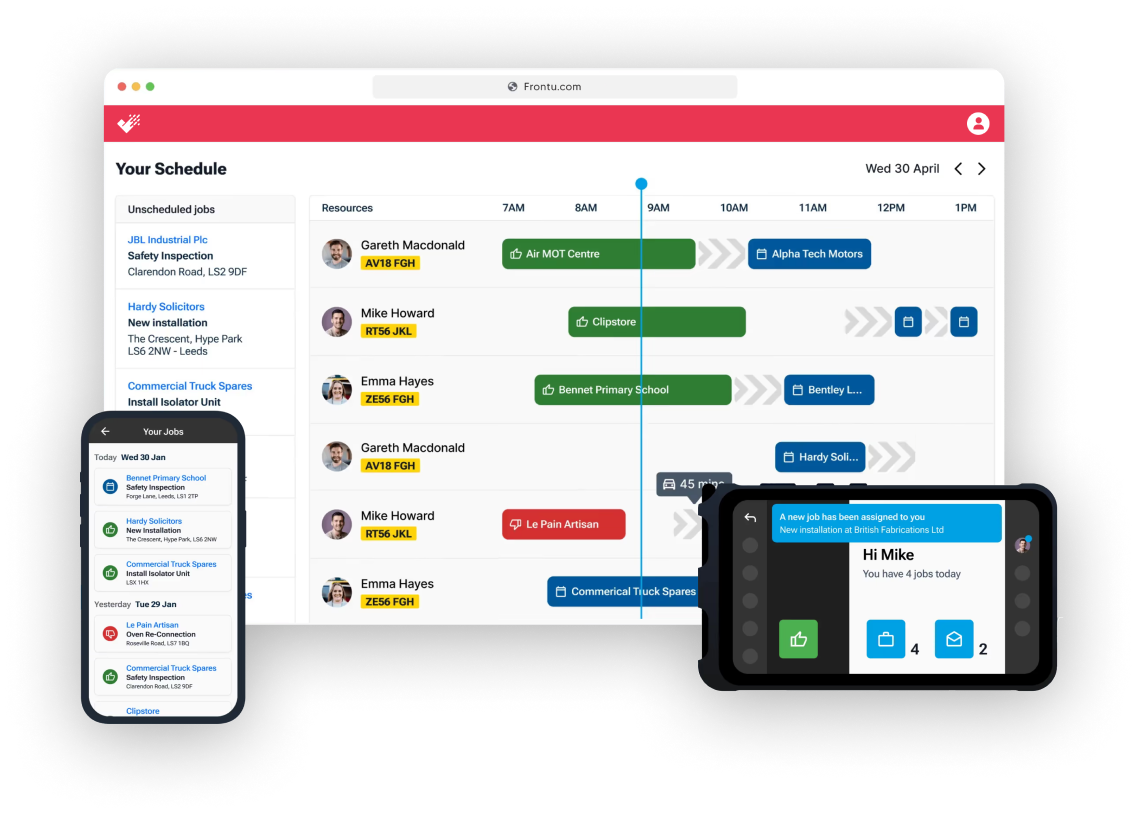 Frontu.com
Your Schedule
Wed 30 April
Unscheduled jobs
JBL Industrial Plc
Safety Inspection
Clarendon Road, LS2 9DF
Hardy Solicitors
New installation
The Crescent, Hype Park
LS6 2NW - Leeds
Commercial Truck Spares
Install Isolator Unit
Resources
7AM
8AM
9AM
10AM
11AM
12PM
1PM
Gareth Macdonald
AV18 FGH
Air MOT Centre
Alpha Tech Motors
Mike Howard
RT56 JKL
Clipstore
Emma Hayes
ZE56 FGH
Bennet Primary School
Bentley L...
Gareth Macdonald
AV18 FGH
Hardy Soli...
45 mins
Mike Howard
RT56 JKL
Le Pain Artisan
Emma Hayes
ZE56 FGH
Commerical Truck Spares
Your Jobs
Today Wed 30 Jan
Bennet Primary School
Safety Inspection
Forge Lane, Leeds, LS1 2TP
Hardy Solicitors
New Installation
The Crescent, Hype Park, LS6 2NW
Commercial Truck Spares
Install Isolator Unit
LSX 1HX
Yesterday Tue 29 Jan
Le Pain Artisan
Oven Re-Connection
Roseville Road, LS7 1BQ
Commercial Truck Spares
Safety Inspection
Clarendon Road, LS2 9DF
Clipstore
A new job has been assigned to you
New installation at British Fabrications Ltd
Hi Mike
You have 4 jobs today
4
2